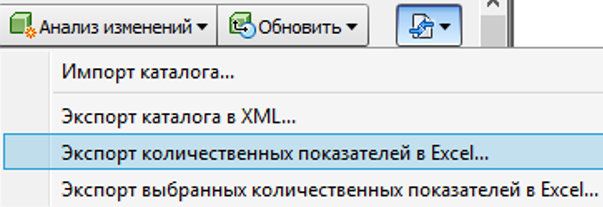 Анализ изменений Обновить
Импорт каталога...
Экспорт каталога в XML...
Экспорт количественных показателей в Excel...
Экспорт выбранных количественных показателей в Excel...